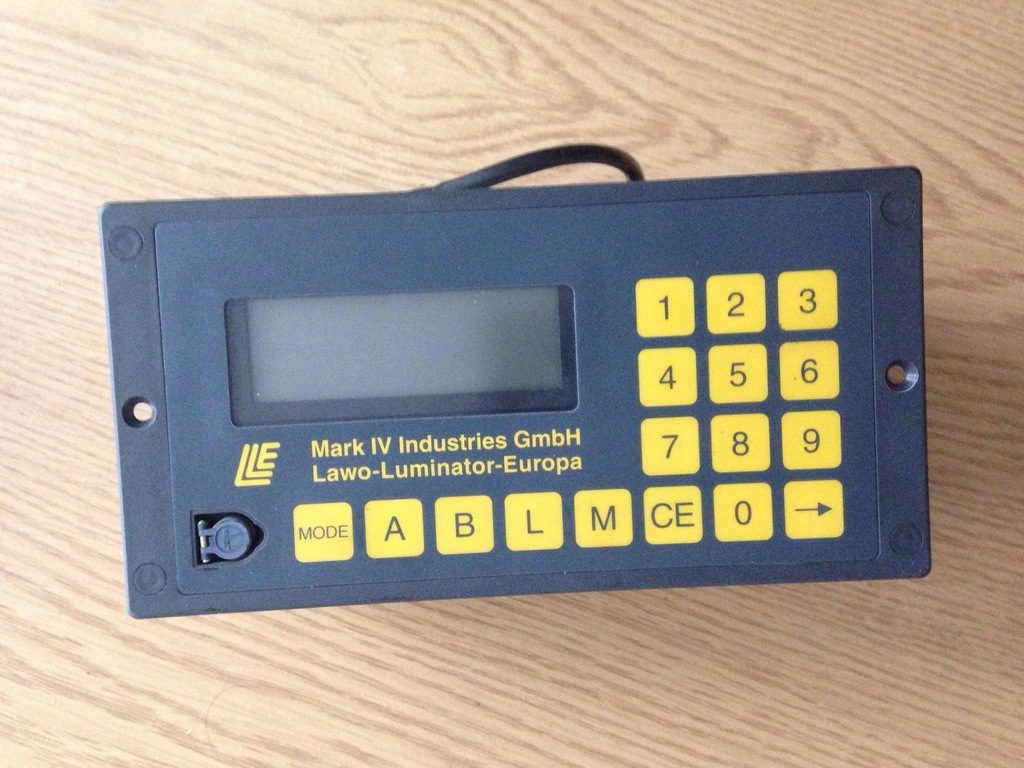 1 2 3
4 5 6
LLE Mark IV Industries GmbH
Lawo-Luminator-Europa
7 8 9
MODE A B L M CE 0 →